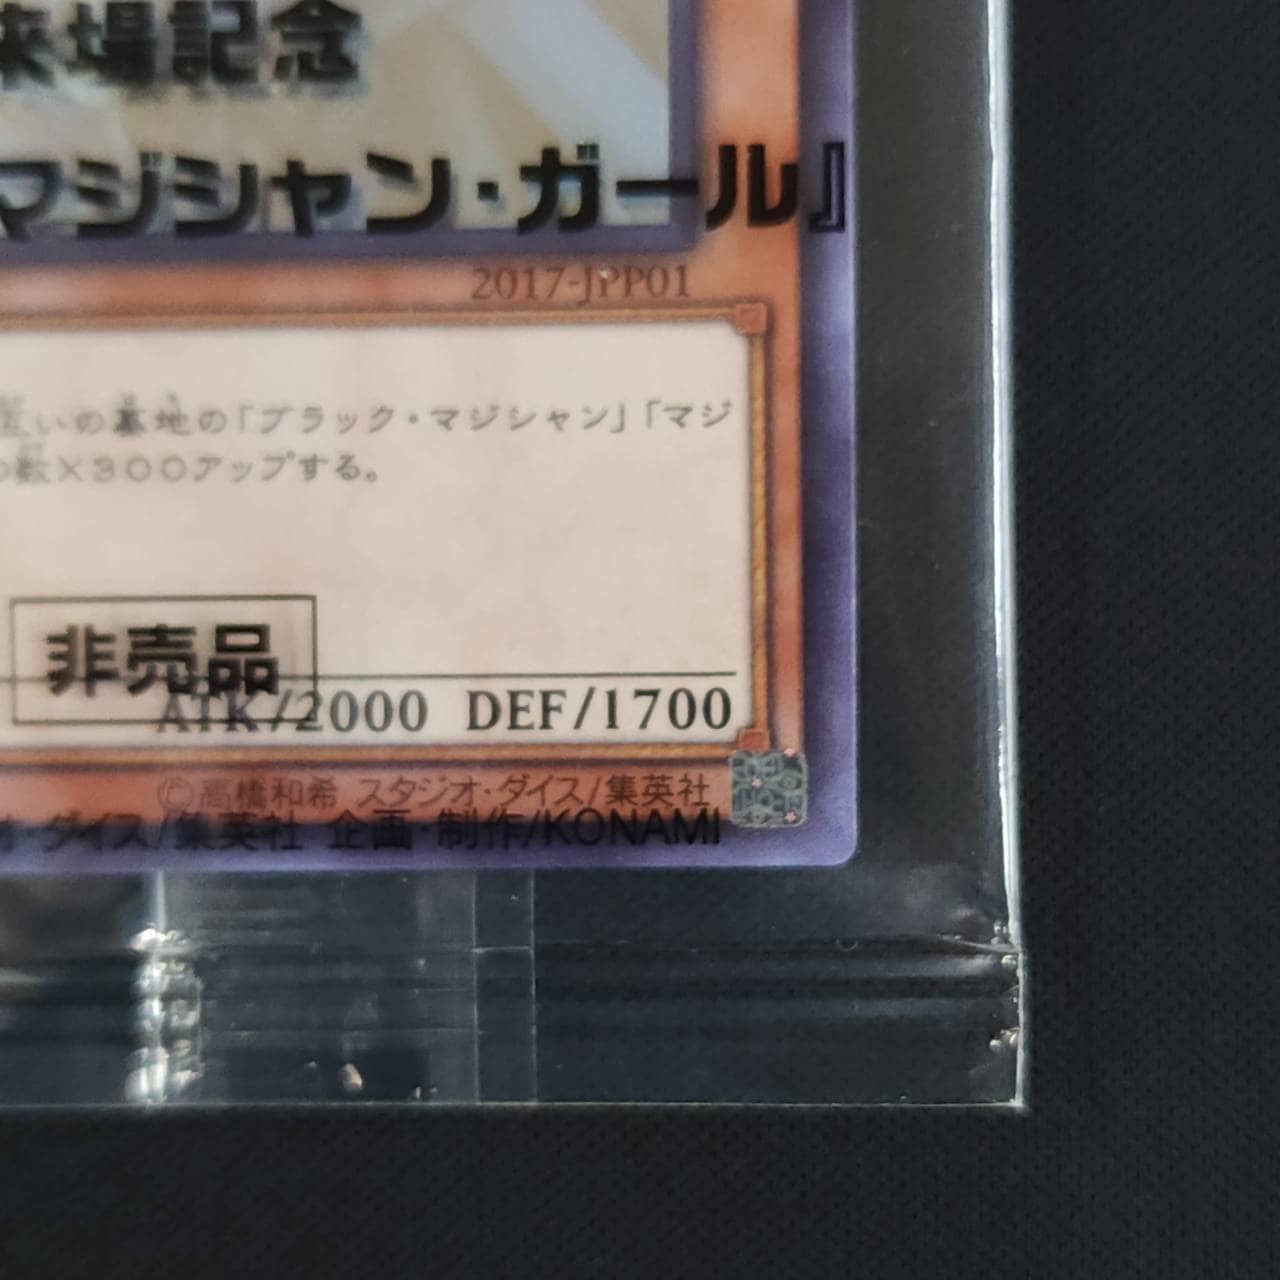 来場記念
マジシャン・ガール』
2017-JPP01
いの墓地の「ブラック・マジシャン」「マジ
の数×300アップする。
非売品
ATK/2000 DEF/1700
©高橋和希 スタジオ・ダイス/集英社
オ・ダイス/集英社 企画・制作/KONAMI